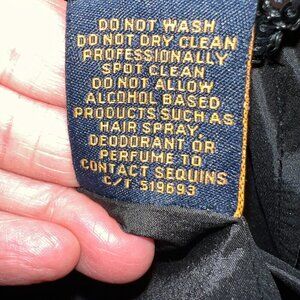 DO NOT WASH
DO NOT DRY CLEAN
PROFESSIONALLY
SPOT CLEAN
DO NOT ALLOW
ALCOHOL BASED
PRODUCTS SUCH AS
HAIR SPRAY,
DEODORANT OR
PERFUME TO
CONTACT SEQUINS
C/T 519693